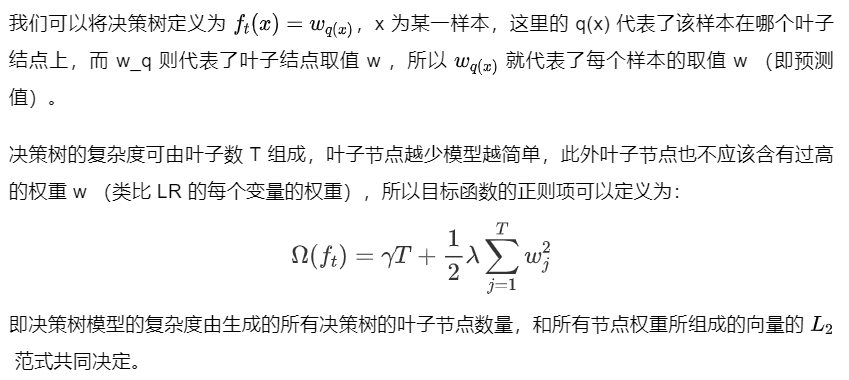 我们可以将决策树定义为 f_t(x) = w_{q(x)}，x 为某一样本，这里的 q(x) 代表了该样本在哪个叶子
结点上，而 w_q 则代表了叶子结点取值 w ，所以 w_{q(x)} 就代表了每个样本的取值 w （即预测
值）。
决策树的复杂度可由叶子数 T 组成，叶子节点越少模型越简单，此外叶子节点也不应该含有过高
的权重 w （类比 LR 的每个变量的权重），所以目标函数的正则项可以定义为：
Ω(f_t) = γT + \frac{1}{2} λ \sum_{j=1}^{T} w_j^2
即决策树模型的复杂度由生成的所有决策树的叶子节点数量，和所有节点权重所组成的向量的 L_2
范式共同决定。